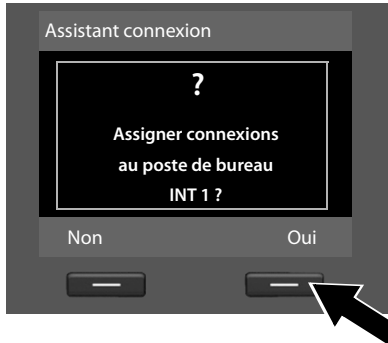 Assistant connexion
?
Assigner connexions
au poste de bureau
INT 1 ?
Non Oui